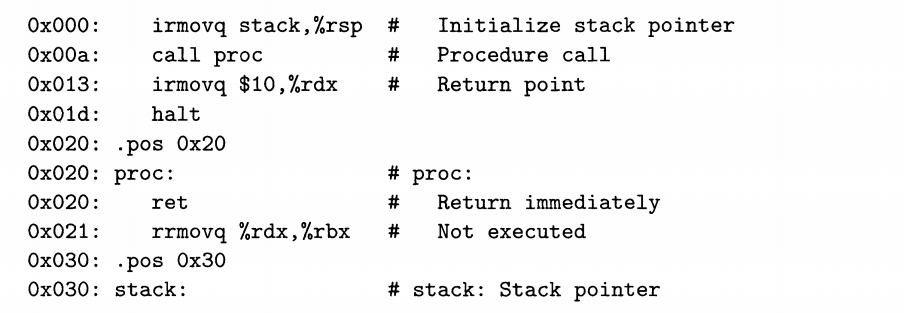 0x000:    irmovq stack,%rsp  #   Initialize stack pointer
0x00a:    call proc          #   Procedure call
0x013:    irmovq $10,%rdx    #   Return point
0x01d:    halt
0x020: .pos 0x20
0x020: proc:                 # proc:
0x020:    ret                #   Return immediately
0x021:    rrmovq %rdx,%rbx   #   Not executed
0x030: .pos 0x30
0x030: stack:                # stack: Stack pointer